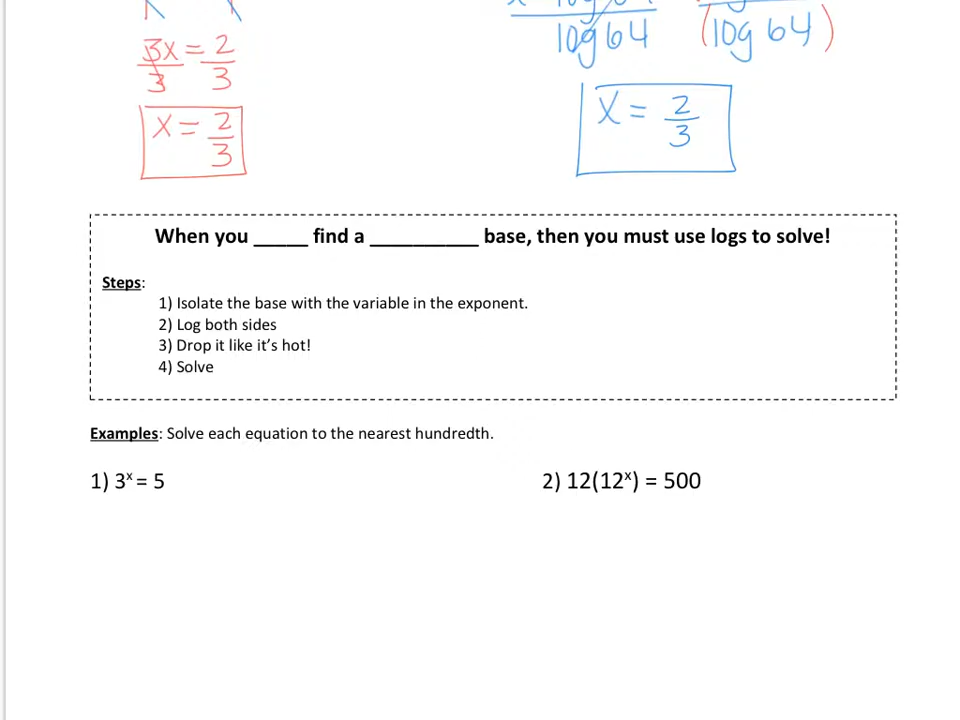 log 64 (log 64)
3x = 2
3 3
x = 2/3
x = 2/3
When you _____ find a __________ base, then you must use logs to solve!
Steps:
1) Isolate the base with the variable in the exponent.
2) Log both sides
3) Drop it like it’s hot!
4) Solve
Examples: Solve each equation to the nearest hundredth.
1) 3ˣ = 5
2) 12(12ˣ) = 500